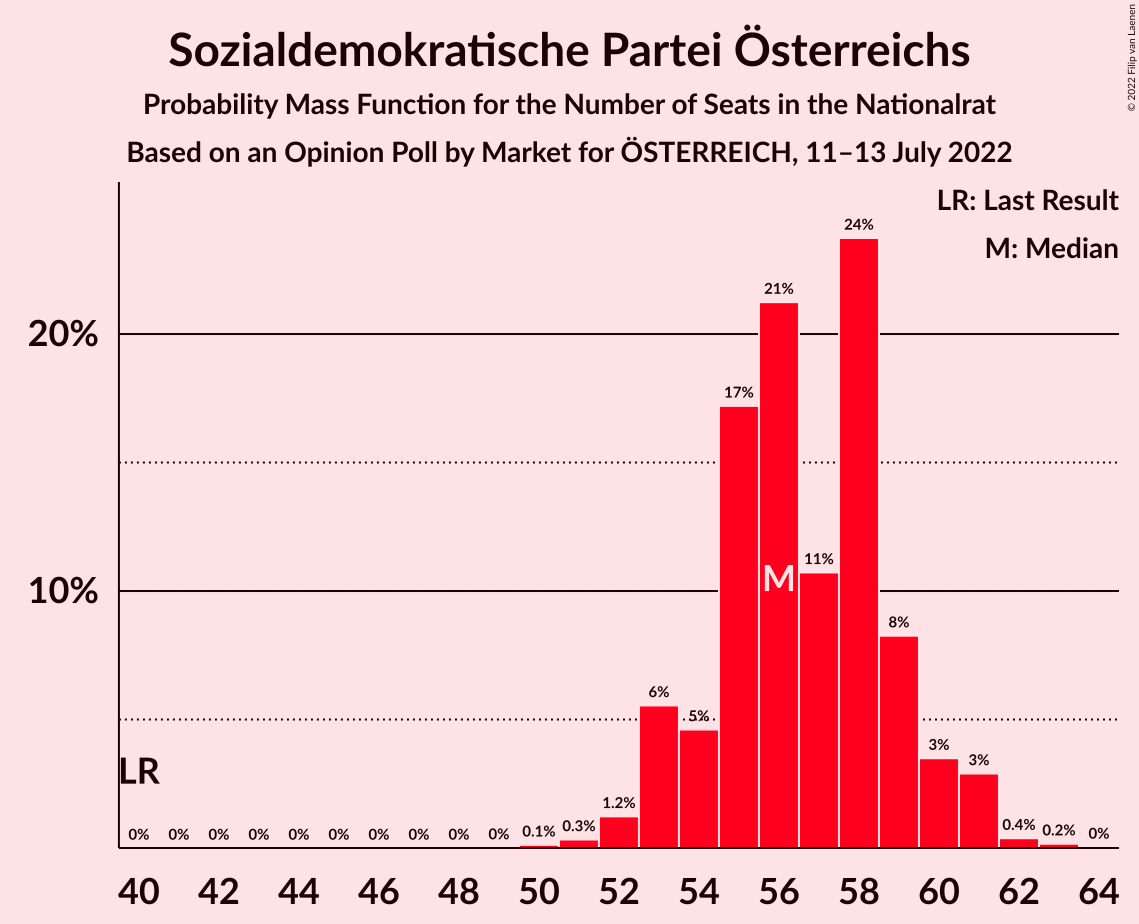 Sozialdemokratische Partei Österreichs
Probability Mass Function for the Number of Seats in the Nationalrat
Based on an Opinion Poll by Market for ÖSTERREICH, 11–13 July 2022
© 2022 Filip van Laenen
LR: Last Result
M: Median
24%
21%
20%
17%
11%
M
10%
8%
6%
5%
3%
3%
LR
1.2%
0% 0% 0% 0% 0% 0% 0% 0% 0% 0% 0.1% 0.3% 0.4% 0.2% 0%
40 42 44 46 48 50 52 54 56 58 60 62 64